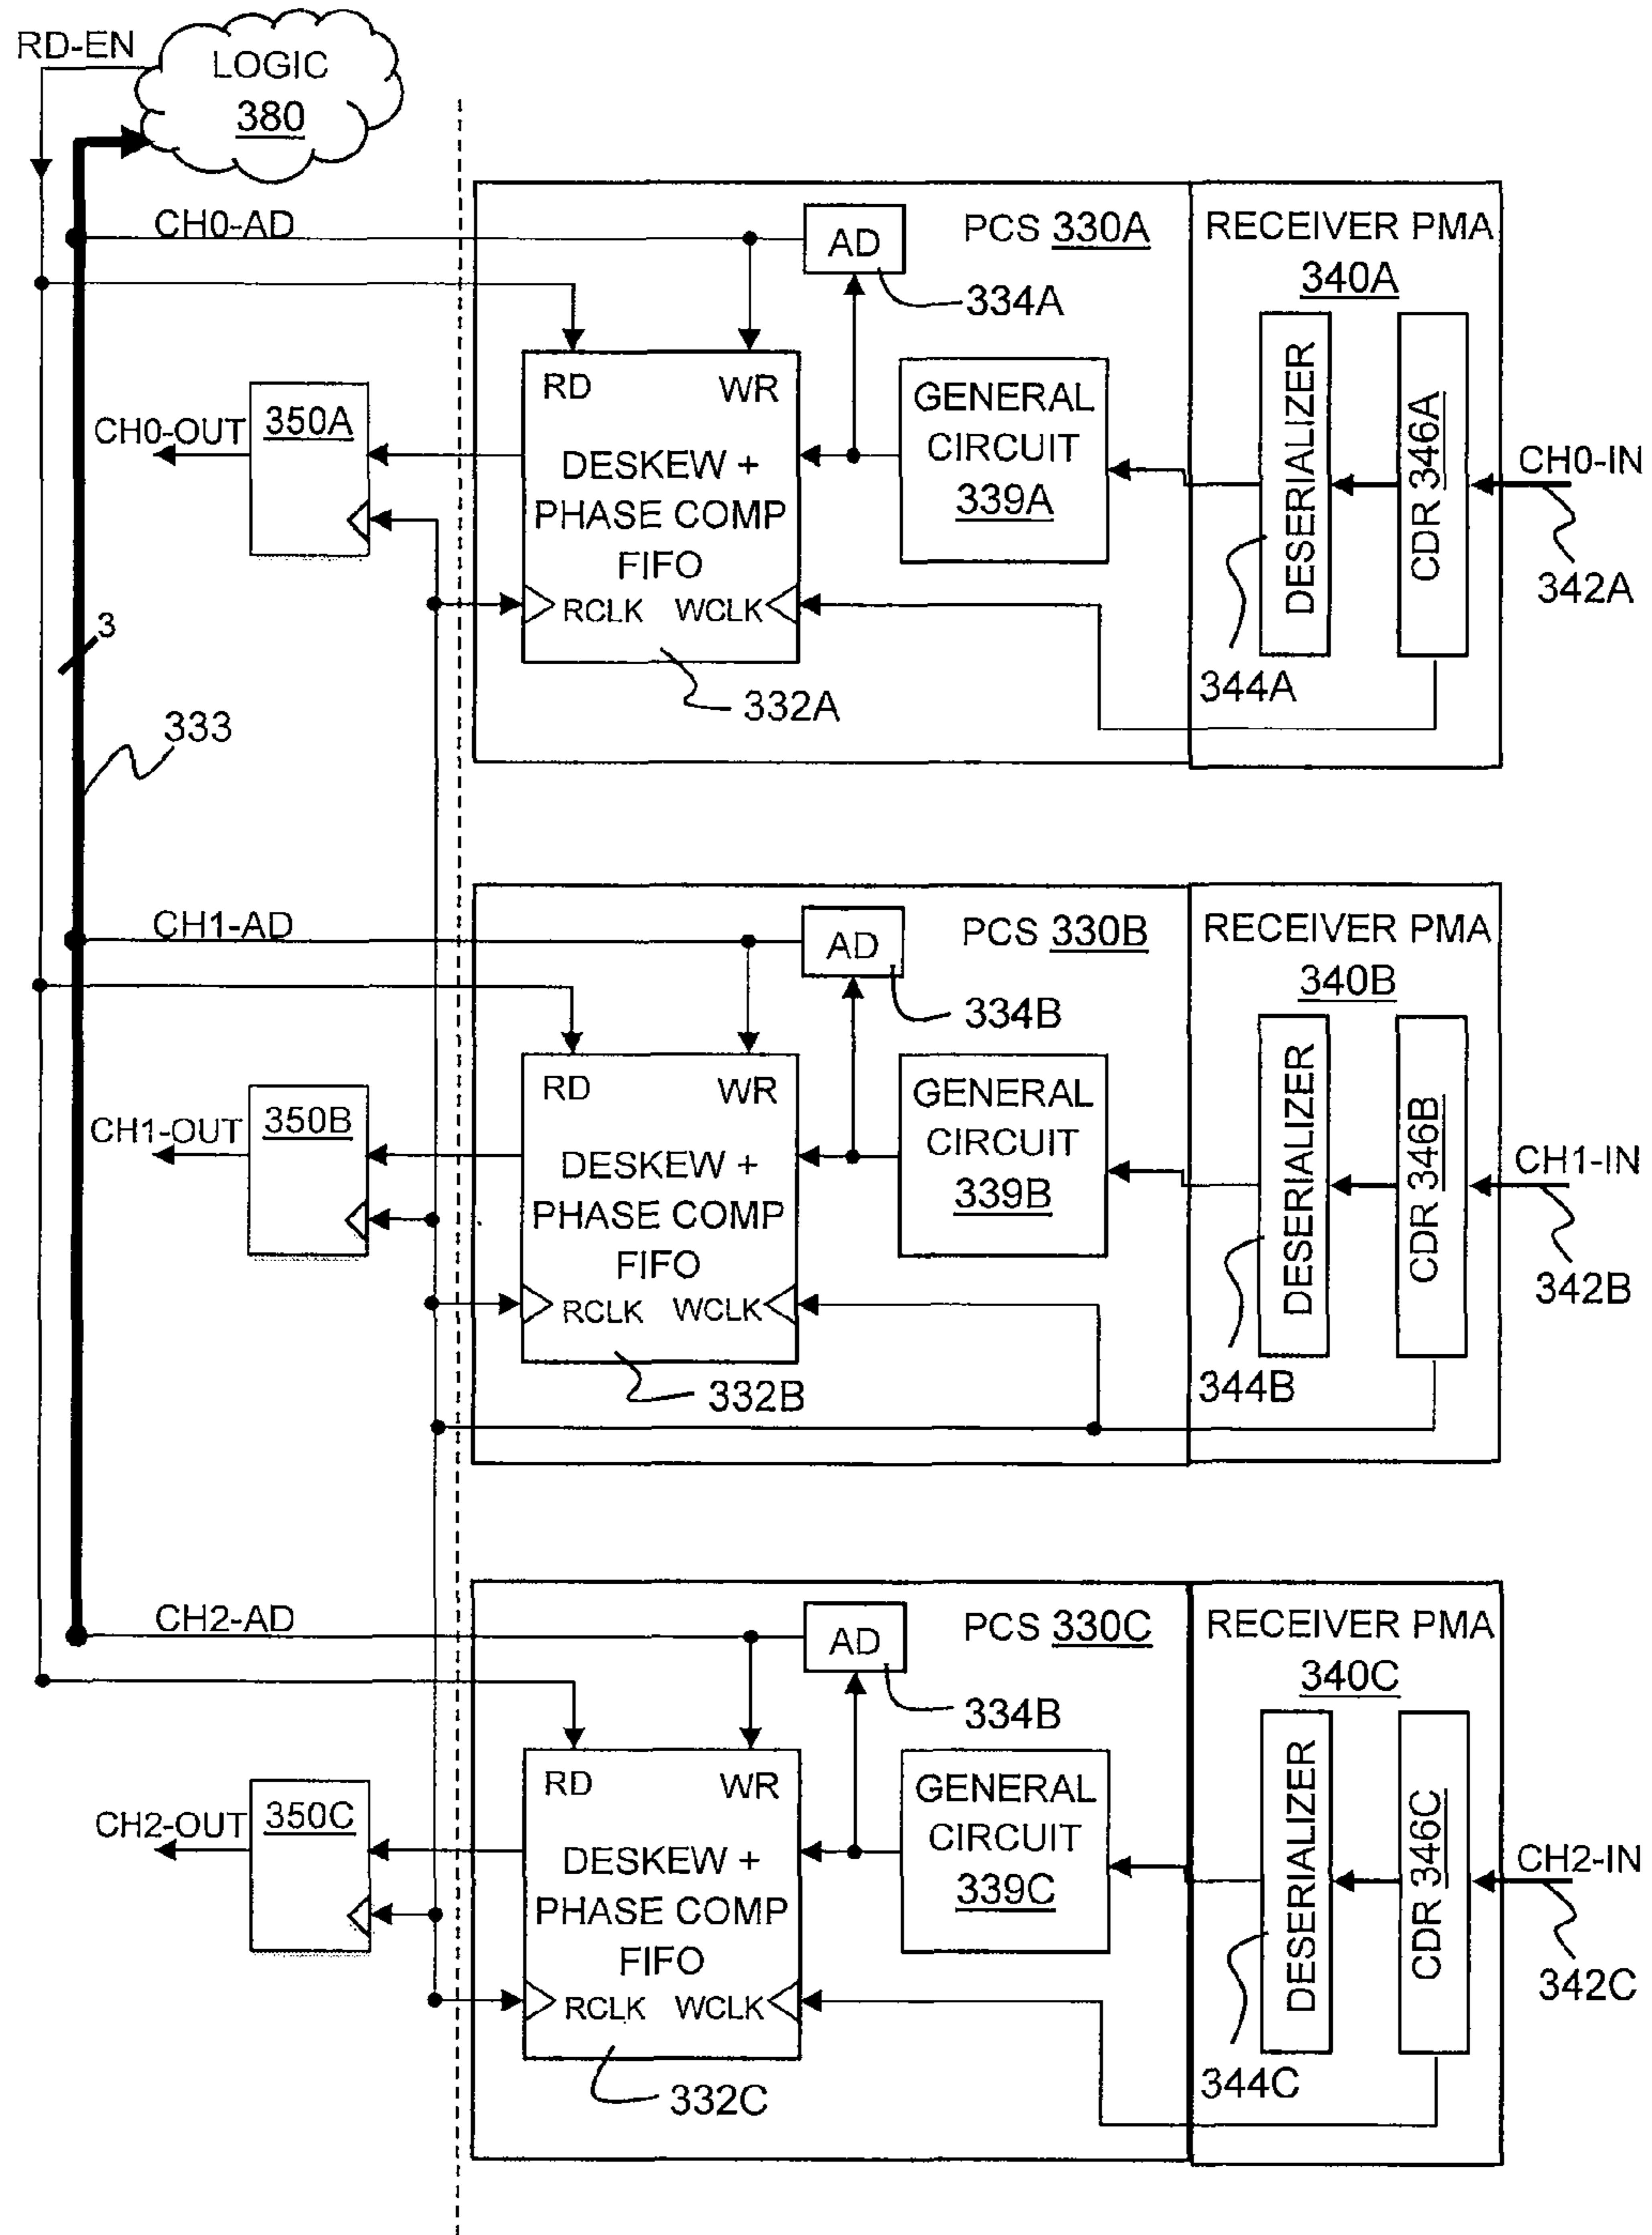 RD-EN
LOGIC
380
CH0-AD
AD
PCS 330A
RECEIVER PMA
340A
334A
RD
WR
GENERAL
CIRCUIT
339A
DESERIALIZER
CDR 346A
CH0-IN
342A
CH0-OUT
350A
DESKEW +
PHASE COMP
FIFO
RCLK
WCLK
3
344A
332A
333
CH1-AD
AD
PCS 330B
RECEIVER PMA
340B
334B
RD
WR
GENERAL
CIRCUIT
339B
DESERIALIZER
CDR 346B
CH1-IN
342B
CH1-OUT
350B
DESKEW +
PHASE COMP
FIFO
RCLK
WCLK
344B
332B
CH2-AD
AD
PCS 330C
RECEIVER PMA
340C
334B
RD
WR
GENERAL
CIRCUIT
339C
DESERIALIZER
CDR 346C
CH2-IN
342C
CH2-OUT
350C
DESKEW +
PHASE COMP
FIFO
RCLK
WCLK
344C
332C